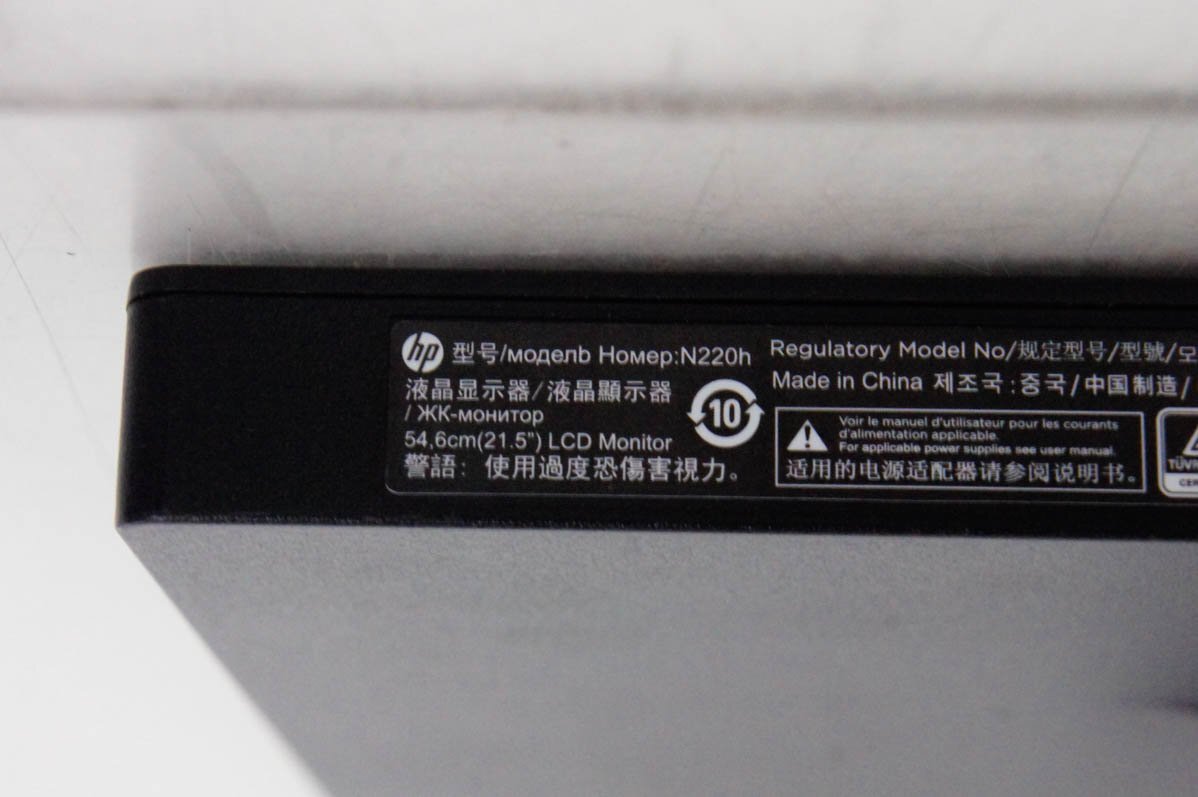 hp 型号/модель Номер:N220h
液晶显示器/液晶顯示器
/ ЖК-монитор
54,6cm(21.5") LCD Monitor
警語: 使用過度恐傷害視力。
10
Regulatory Model No/规定型号/型號/모
Made in China 제조국:중국/中国制造/
Voir le manuel d'utilisateur pour les courants
d'alimentation applicable.
For applicable power supplies see user manual.
适用的电源适配器请参阅说明书。